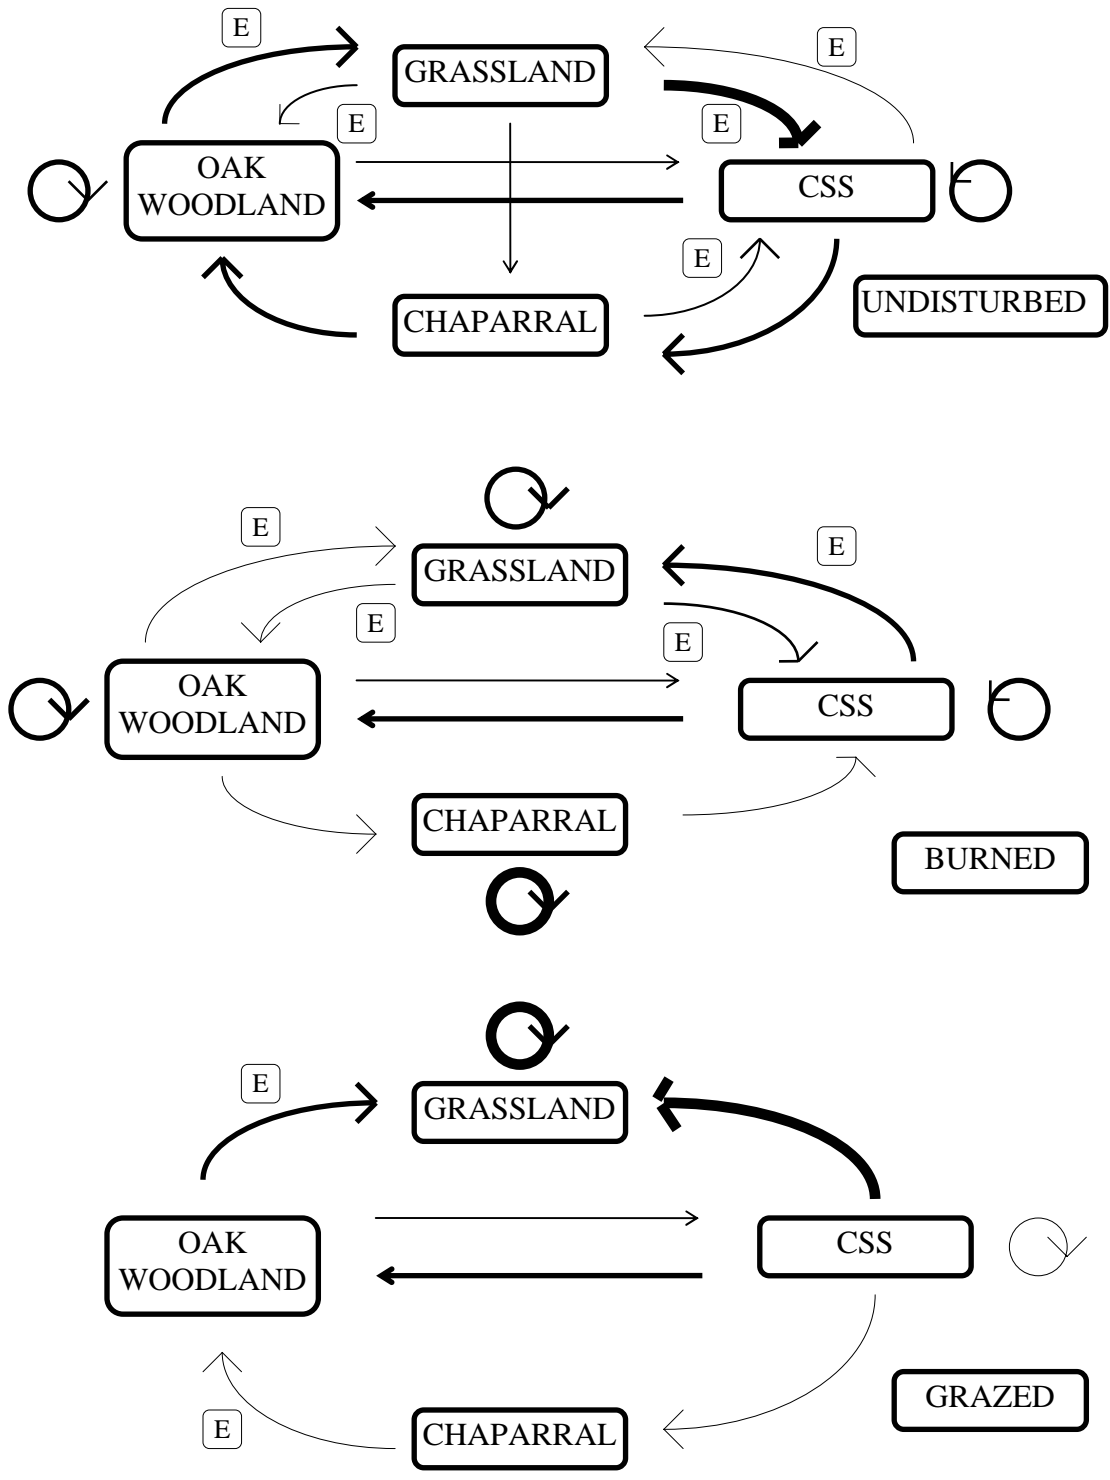 E
E
GRASSLAND
E
E
OAK
WOODLAND
CSS
E
UNDISTURBED
CHAPARRAL
E
E
GRASSLAND
E
E
OAK
WOODLAND
CSS
CHAPARRAL
BURNED
E
GRASSLAND
OAK
WOODLAND
CSS
GRAZED
E
CHAPARRAL